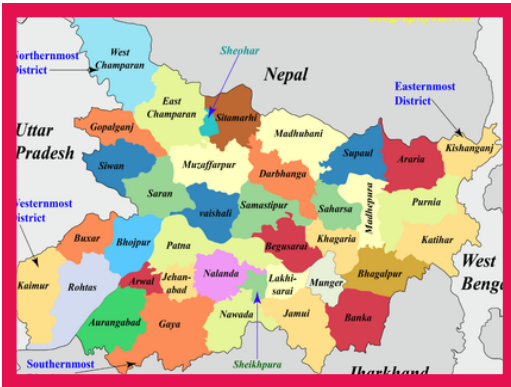 West
Champaran
Northernmost
District
Sheohar
Nepal
Easternmost
District
East
Champaran
Sitamarhi
Gopalganj
Madhubani
Kishanganj
Uttar
Pradesh
Siwan
Muzaffarpur
Darbhanga
Supaul
Araria
Saran
vaishali
Samastipur
Saharsa
Madhepura
Purnia
Westernmost
District
Buxar
Bhojpur
Patna
Begusarai
Khagaria
Katihar
West
Benga
Kaimur
Rohtas
Arwal
Jehan-
abad
Nalanda
Lakhi-
sarai
Munger
Bhagalpur
Aurangabad
Gaya
Nawada
Jamui
Banka
Southernmost
Sheikhpura
Jharkhand